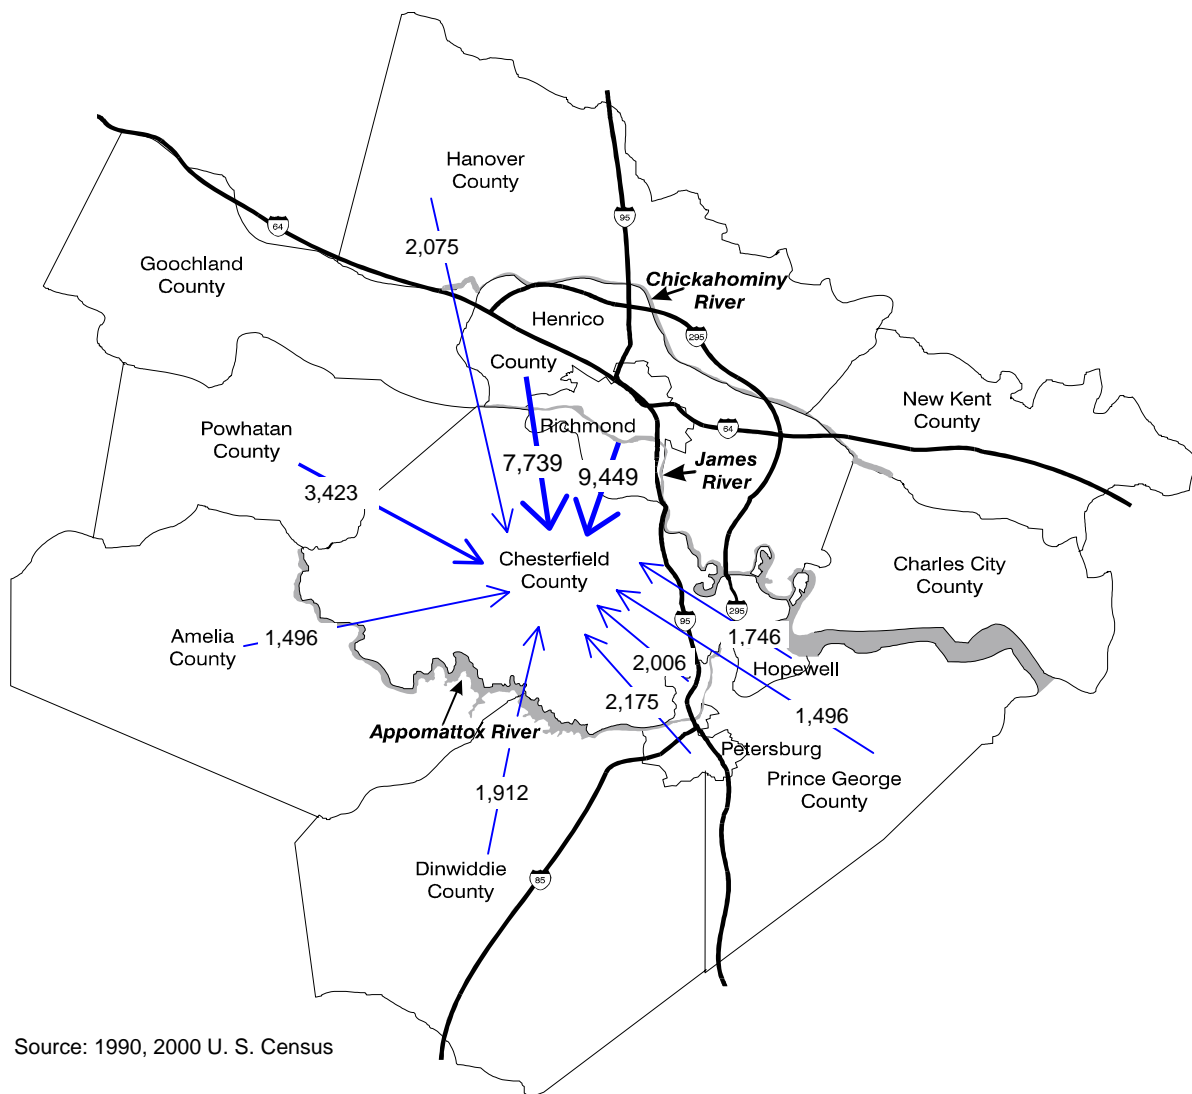 Hanover
County
95
64
2,075
Goochland
County
Chickahominy
River
Henrico
295
County
New Kent
County
Powhatan
County
Richmond
64
7,739
9,449
James
River
3,423
Chesterfield
County
Charles City
County
295
95
Amelia
County
1,496
1,746
2,006
Hopewell
2,175
1,496
Appomattox River
Petersburg
Prince George
County
1,912
Dinwiddie
County
85
Source: 1990, 2000 U. S. Census